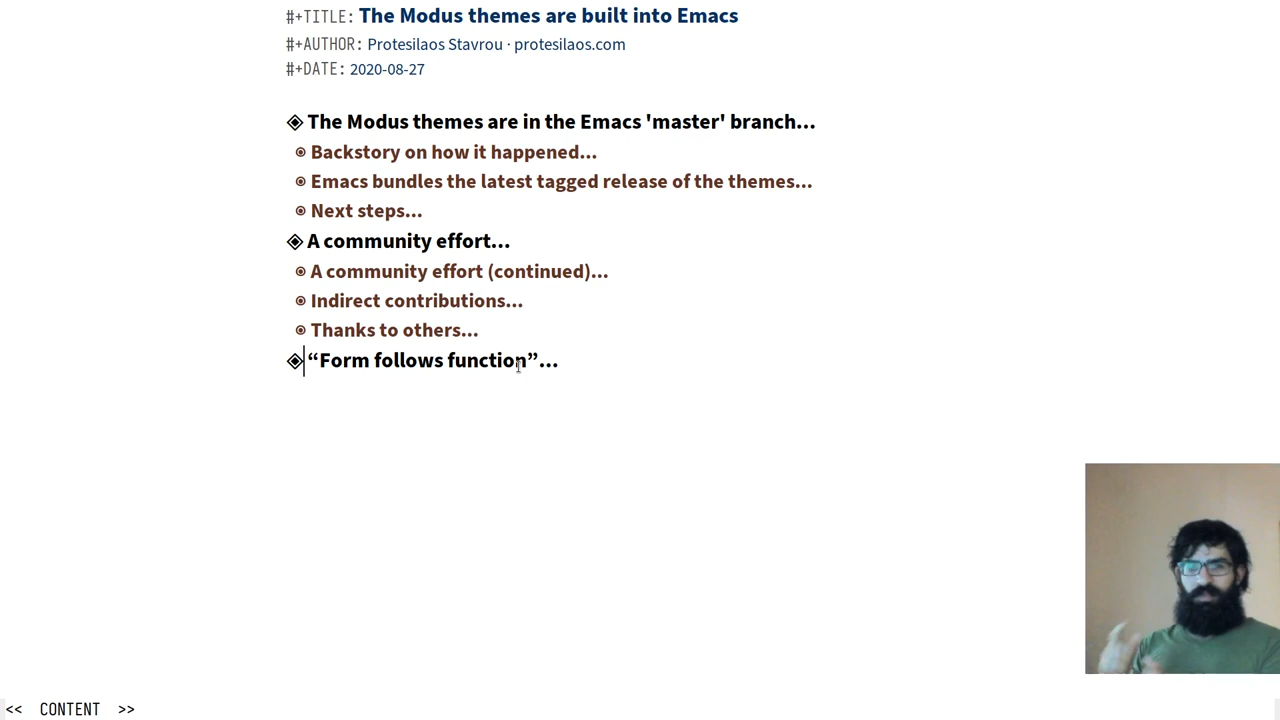 #+TITLE: The Modus themes are built into Emacs
#+AUTHOR: Protesilaos Stavrou · protesilaos.com
#+DATE: 2020-08-27
◈ The Modus themes are in the Emacs 'master' branch...
◉ Backstory on how it happened...
◉ Emacs bundles the latest tagged release of the themes...
◉ Next steps...
◈ A community effort...
◉ A community effort (continued)...
◉ Indirect contributions...
◉ Thanks to others...
◈ “Form follows function”...
<< CONTENT >>